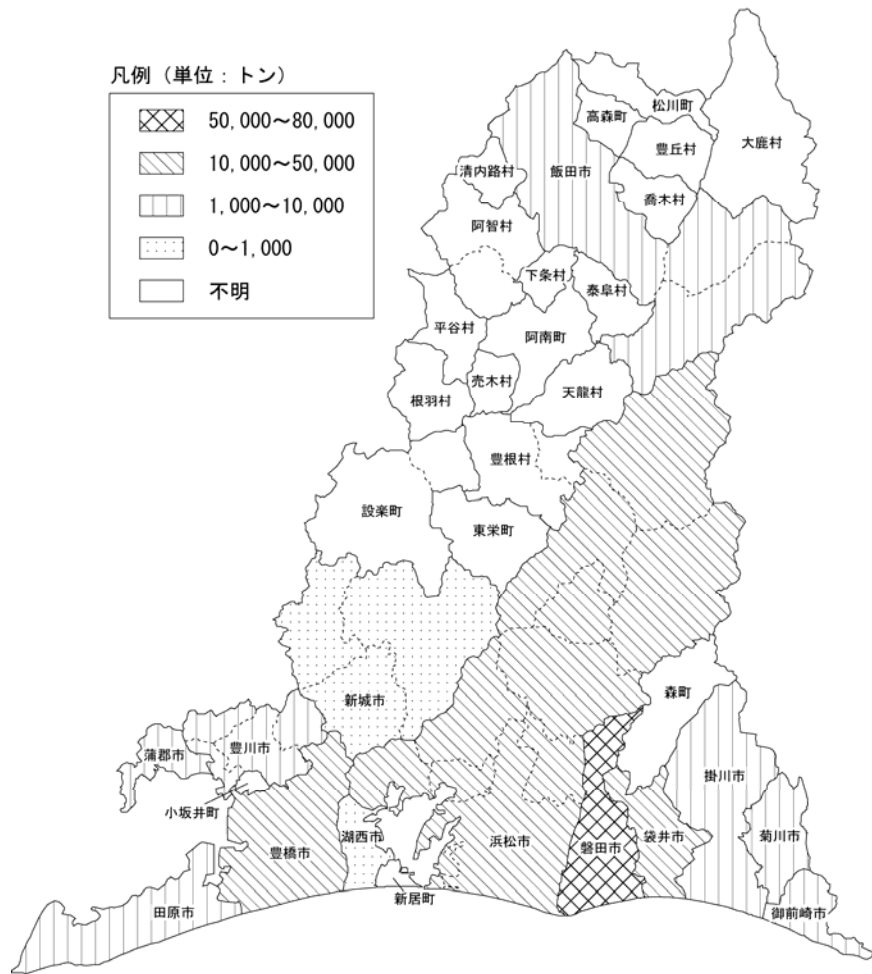 凡例（単位：トン）
50,000～80,000
10,000～50,000
1,000～10,000
0～1,000
不明
松川町
高森町
大鹿村
豊丘村
清内路村
飯田市
喬木村
阿智村
下条村
泰阜村
平谷村
阿南町
売木村
天龍村
根羽村
豊根村
設楽町
東栄町
新城市
森町
豊川市
蒲郡市
掛川市
小坂井町
湖西市
浜松市
磐田市
袋井市
菊川市
豊橋市
新居町
田原市
御前崎市